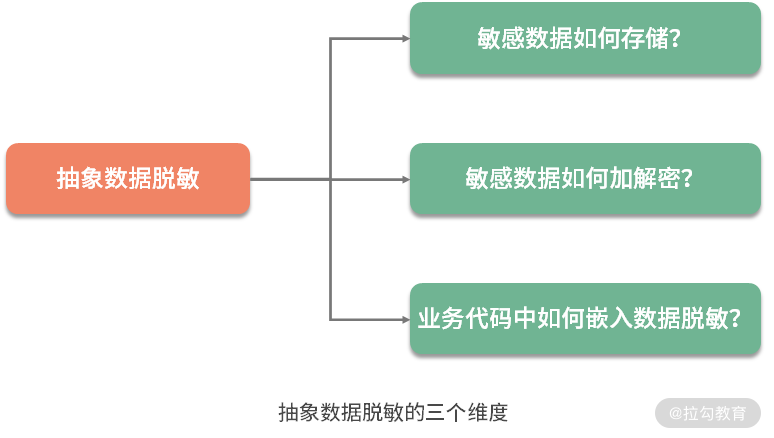 敏感数据如何存储？
抽象数据脱敏
敏感数据如何加解密？
业务代码中如何嵌入数据脱敏？
抽象数据脱敏的三个维度
@拉勾教育